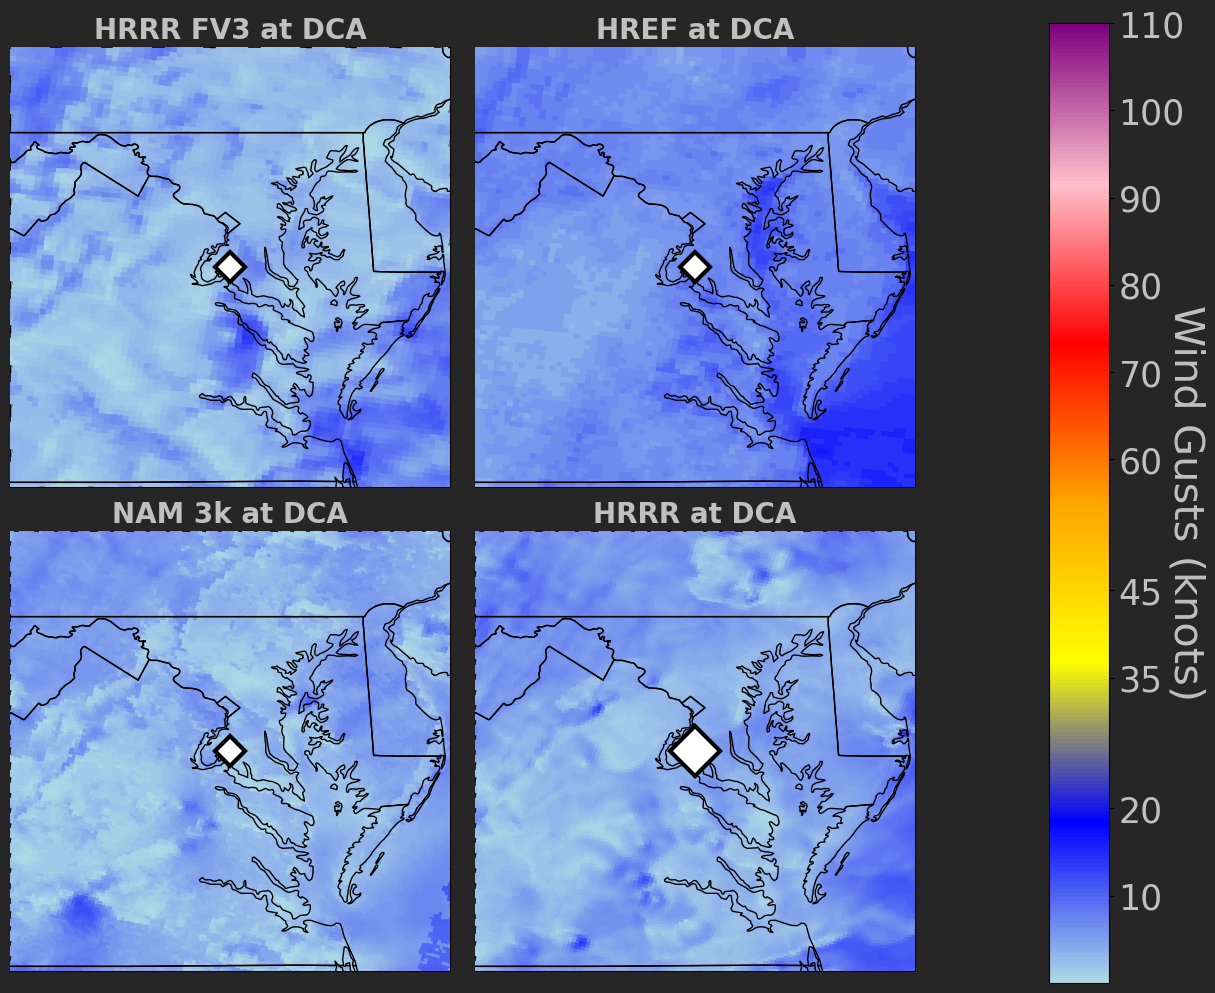 HRRR FV3 at DCA
HREF at DCA
NAM 3k at DCA
HRRR at DCA
110
100
90
80
70
60
45
35
20
10
Wind Gusts (knots)